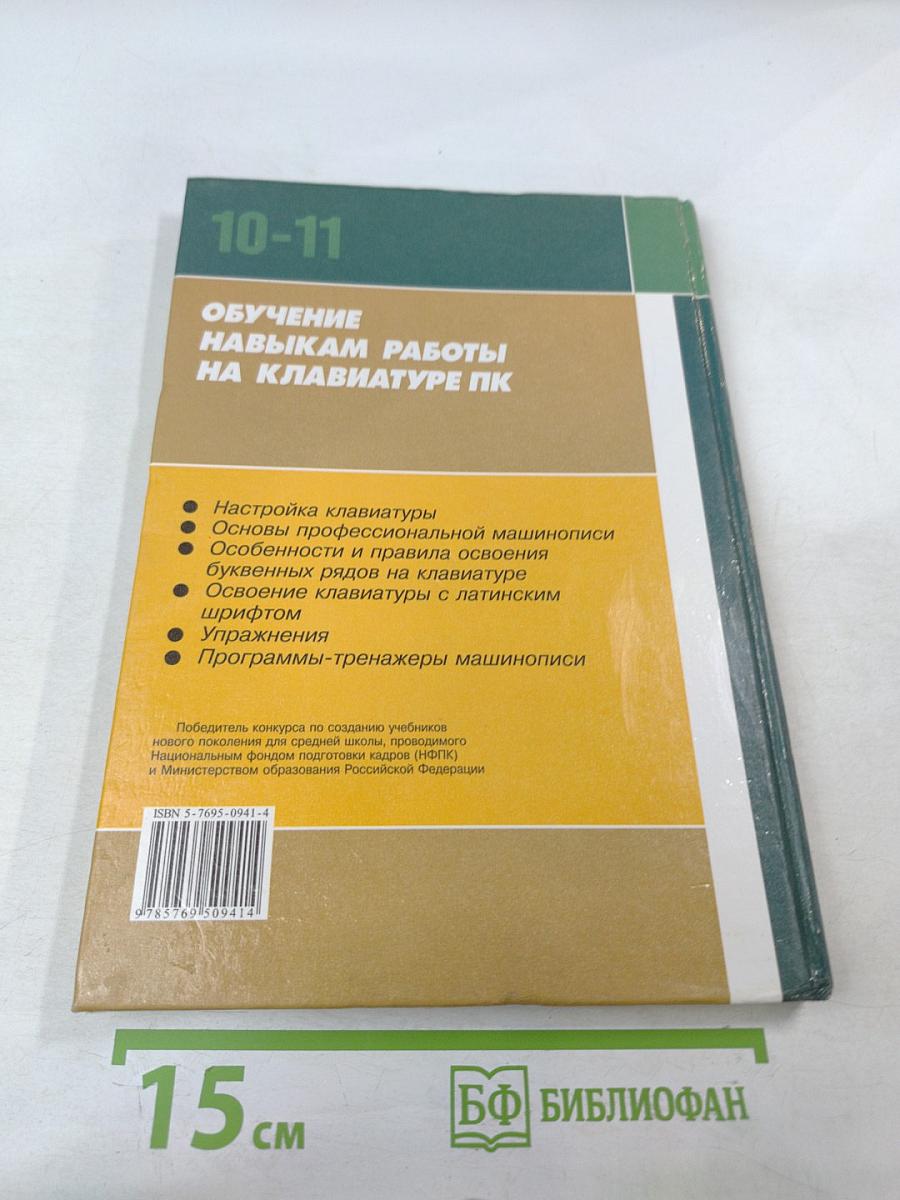 10-11
ОБУЧЕНИЕ
НАВЫКАМ РАБОТЫ
НА КЛАВИАТУРЕ ПК
● Настройка клавиатуры
● Основы профессиональной машинописи
● Особенности и правила освоения
буквенных рядов на клавиатуре
● Освоение клавиатуры с латинским
шрифтом
● Упражнения
● Программы-тренажеры машинописи
Победитель конкурса по созданию учебников
нового поколения для средней школы, проводимого
Национальным фондом подготовки кадров (НФПК)
и Министерством образования Российской Федерации
ISBN 5-7695-0941-4
9 785769 509414
15 см
БФ БИБЛИОФАН